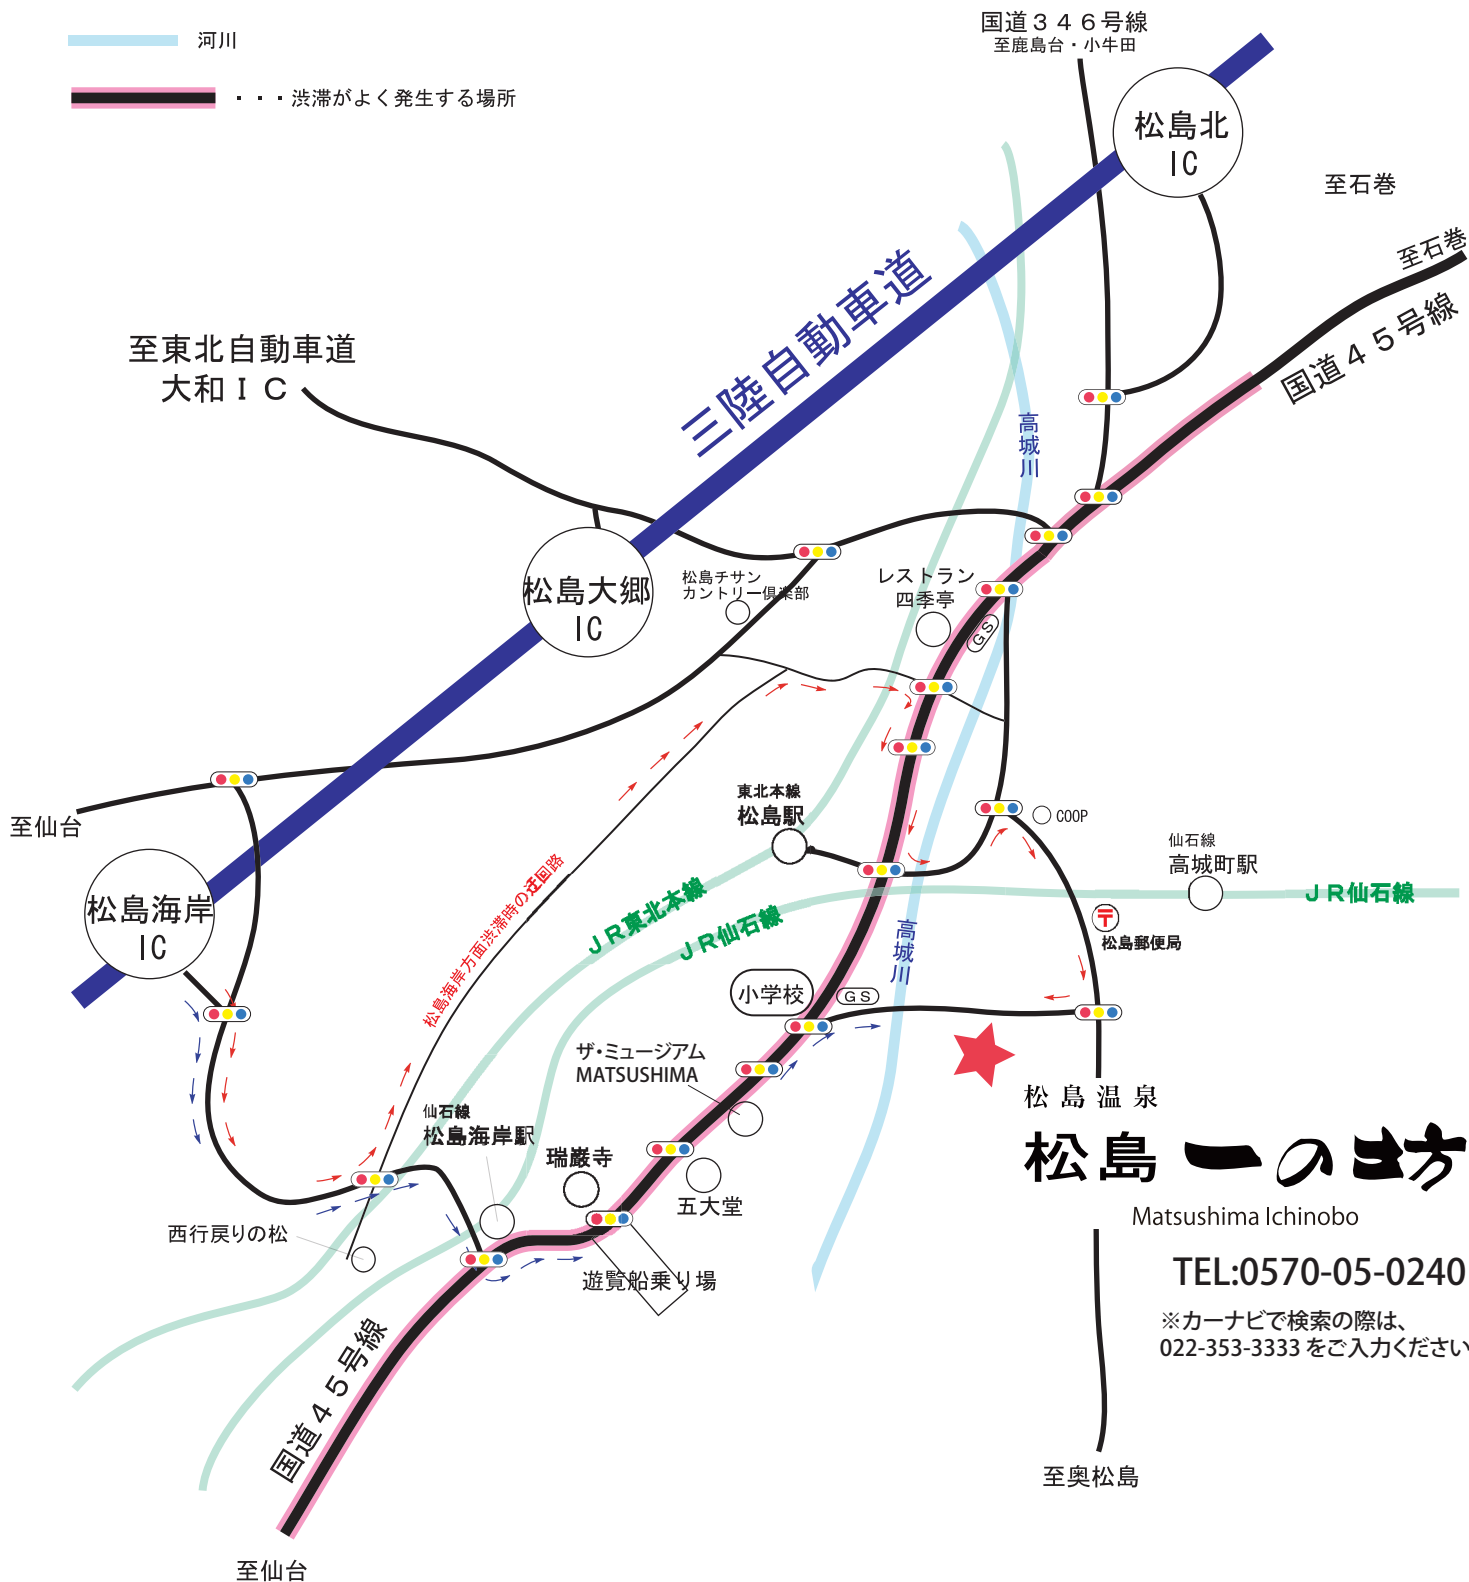 河川
・・・渋滞がよく発生する場所
国道３４６号線
至鹿島台・小牛田
松島北
IC
至石巻
至石巻
国道４５号線
三陸自動車道
至東北自動車道
大和ＩＣ
高城川
松島大郷
IC
松島チサン
カントリー倶楽部
レストラン
四季亭
GS
至仙台
東北本線
松島駅
COOP
仙石線
高城町駅
松島海岸
IC
松島海岸方面渋滞時の迂回路
ＪＲ東北本線
ＪＲ仙石線
ＪＲ仙石線
高城川
〒
松島郵便局
小学校
GS
ザ・ミュージアム
MATSUSHIMA
仙石線
松島海岸駅
瑞巌寺
五大堂
西行戻りの松
遊覧船乗り場
松島温泉
松島 一の坊
Matsushima Ichinobo
TEL:0570-05-0240
※カーナビで検索の際は、
022-353-3333 をご入力ください
国道４５号線
至奥松島
至仙台